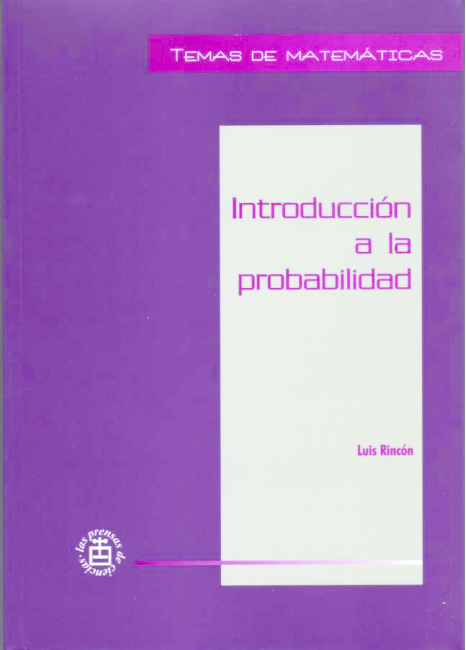 TEMAS DE MATEMÁTICAS
Introducción
a la
probabilidad
Luis Rincón
las prensas de ciencias